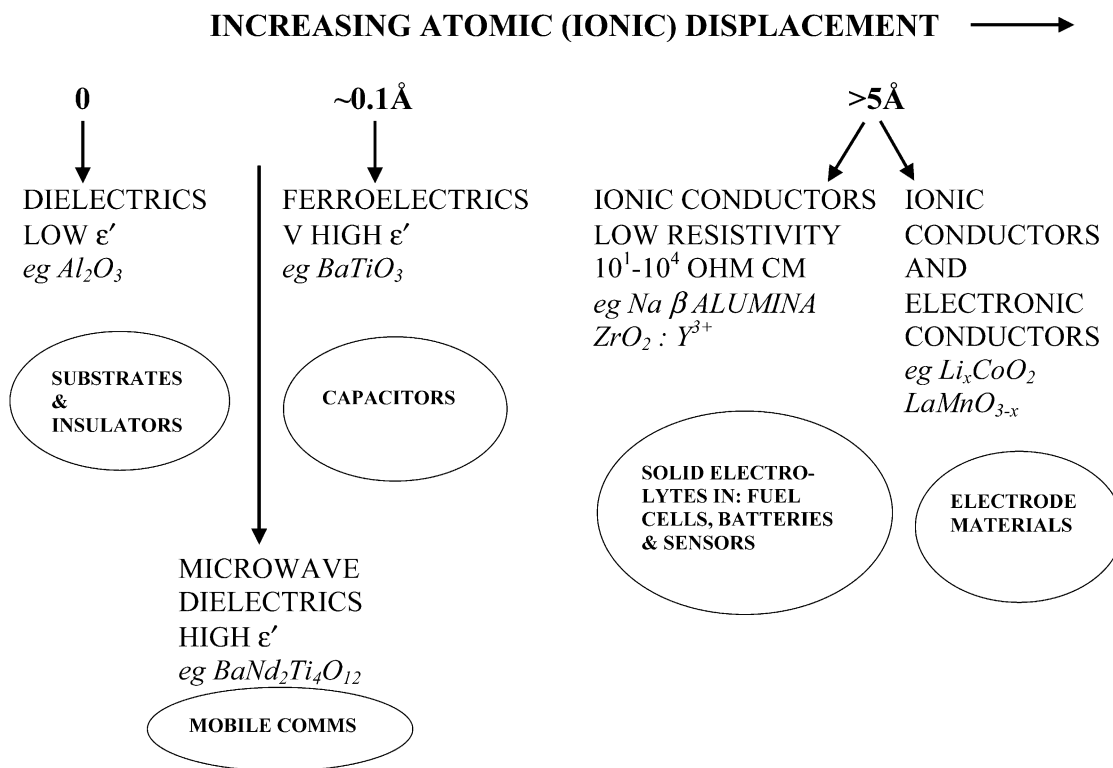 INCREASING ATOMIC (IONIC) DISPLACEMENT
0
~0.1Å
>5Å
DIELECTRICS
LOW ε′
eg Al₂O₃
SUBSTRATES
&
INSULATORS
FERROELECTRICS
V HIGH ε′
eg BaTiO₃
CAPACITORS
MICROWAVE
DIELECTRICS
HIGH ε′
eg BaNd₂Ti₄O₁₂
MOBILE COMMS
IONIC CONDUCTORS
LOW RESISTIVITY
10¹-10⁴ OHM CM
eg Na β ALUMINA
ZrO₂ : Y³⁺
SOLID ELECTRO-
LYTES IN: FUEL
CELLS, BATTERIES
& SENSORS
IONIC
CONDUCTORS
AND
ELECTRONIC
CONDUCTORS
eg LiₓCoO₂
LaMnO₃₋ₓ
ELECTRODE
MATERIALS